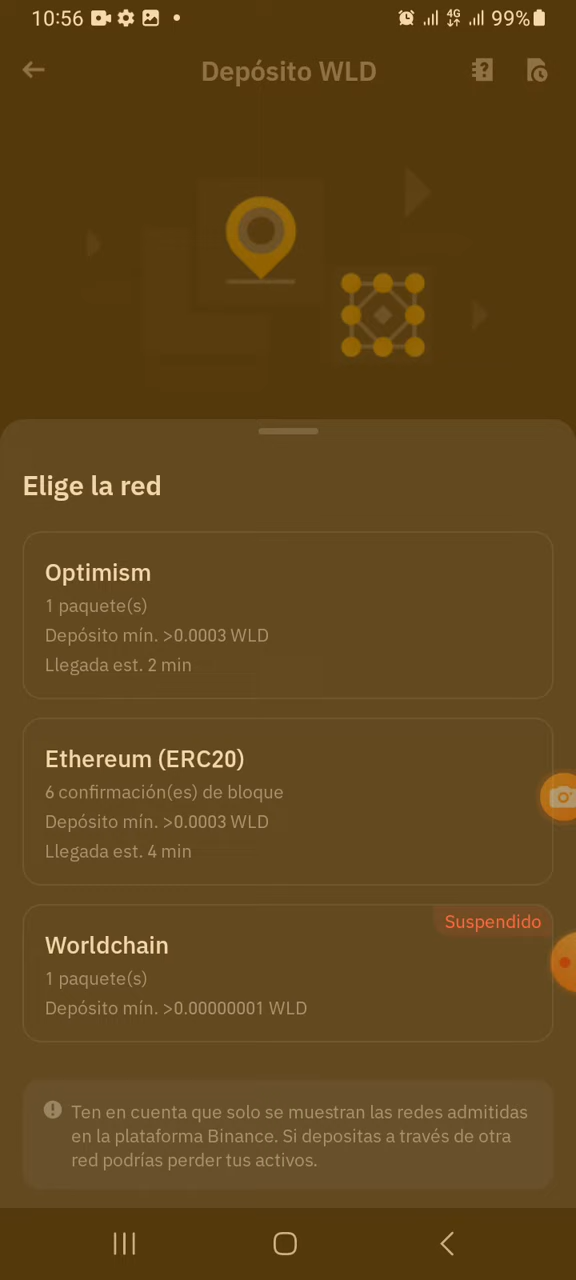 10:56
4G
99%
Depósito WLD
Elige la red
Optimism
1 paquete(s)
Depósito mín. >0.0003 WLD
Llegada est. 2 min
Ethereum (ERC20)
6 confirmación(es) de bloque
Depósito mín. >0.0003 WLD
Llegada est. 4 min
Suspendido
Worldchain
1 paquete(s)
Depósito mín. >0.00000001 WLD
Ten en cuenta que solo se muestran las redes admitidas
en la plataforma Binance. Si depositas a través de otra
red podrías perder tus activos.